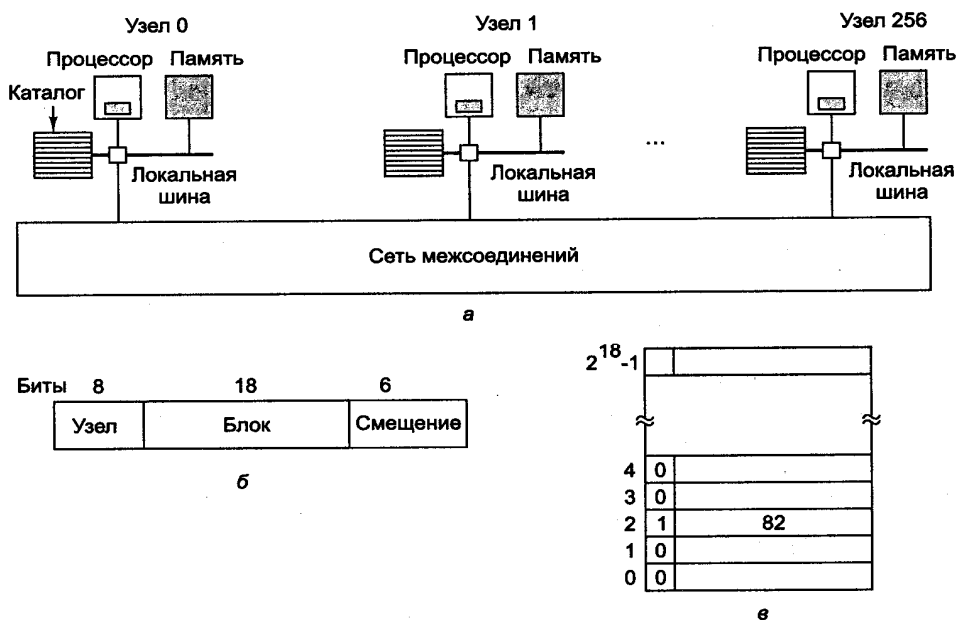 Узел 0 Узел 1 Узел 256
Процессор Память Процессор Память Процессор Память
Каталог
...
Локальная шина Локальная шина Локальная шина
Сеть межсоединений
а
Биты 8 18 6
Узел Блок Смещение
б
2^18-1
4 0
3 0
2 1 82
1 0
0 0
в